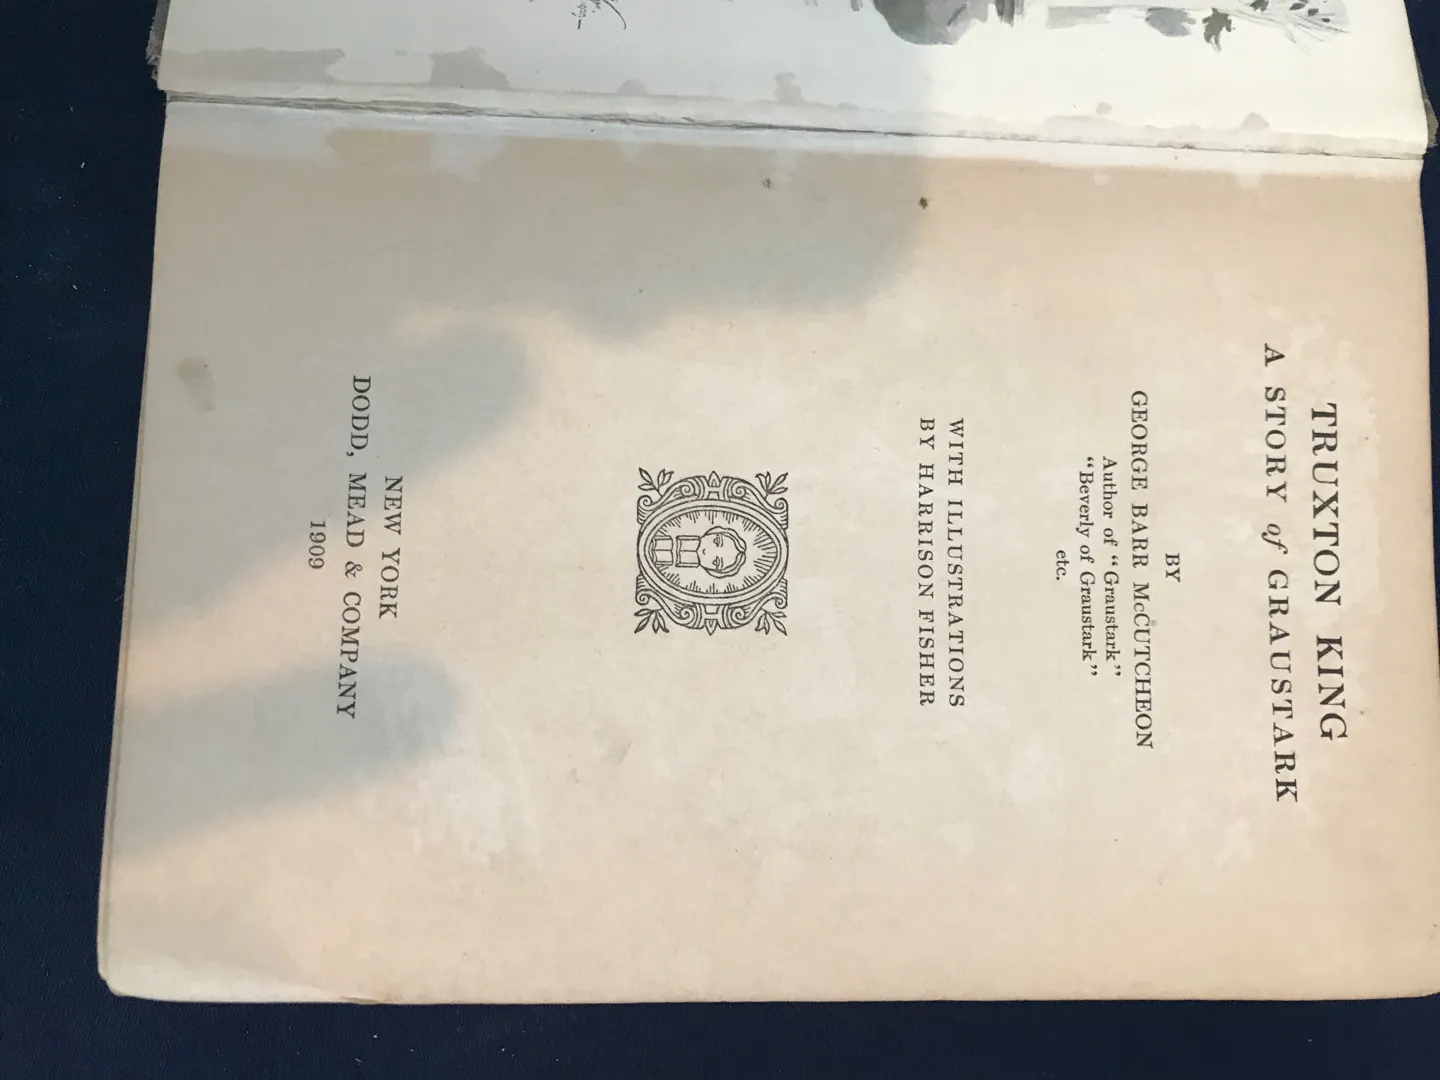 TRUXTON KING
A STORY of GRAUSTARK
BY
GEORGE BARR McCUTCHEON
Author of "Graustark"
"Beverly of Graustark"
etc.
WITH ILLUSTRATIONS
BY HARRISON FISHER
NEW YORK
DODD, MEAD & COMPANY
1909